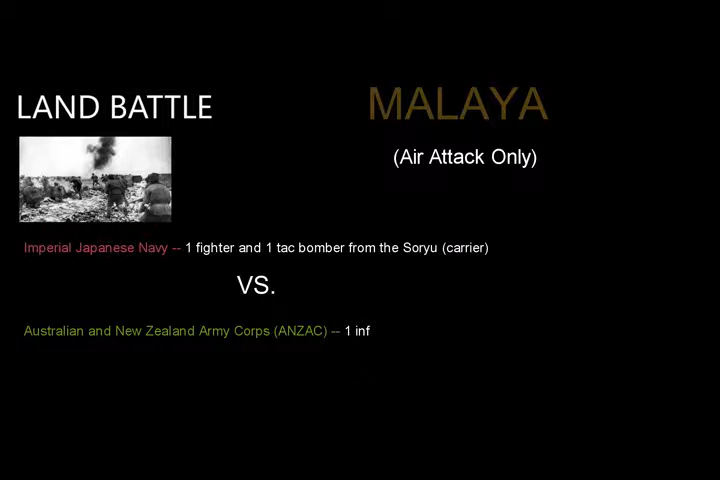 LAND BATTLE
MALAYA
(Air Attack Only)
Imperial Japanese Navy -- 1 fighter and 1 tac bomber from the Soryu (carrier)
VS.
Australian and New Zealand Army Corps (ANZAC) -- 1 inf